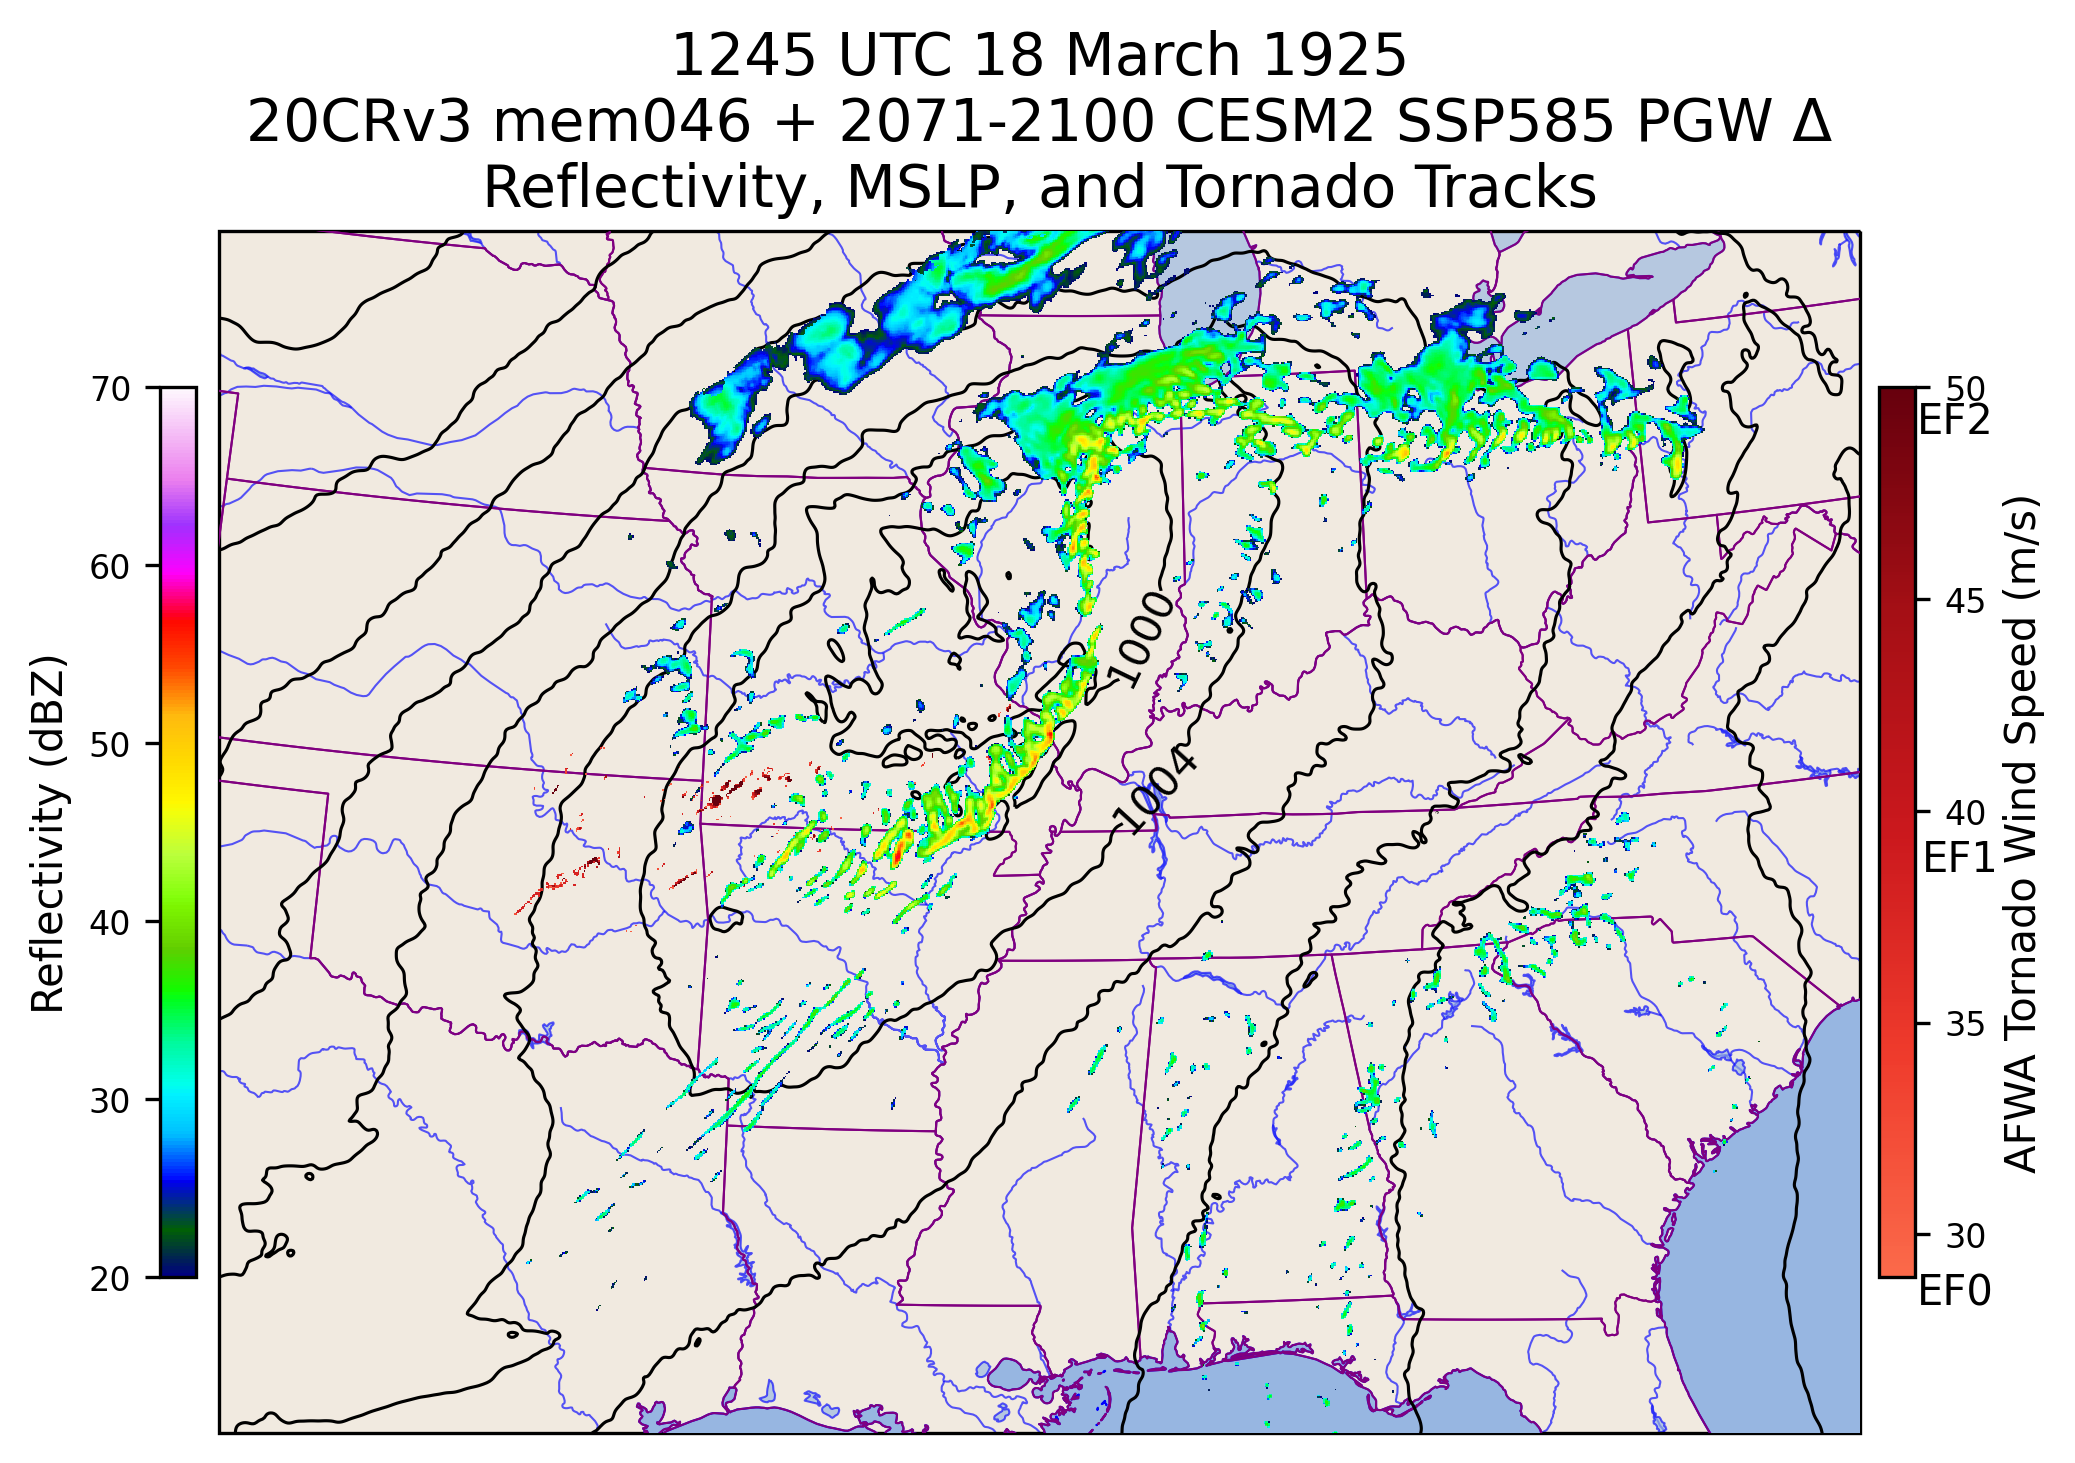 1245 UTC 18 March 1925
20CRv3 mem046 + 2071-2100 CESM2 SSP585 PGW Δ
Reflectivity, MSLP, and Tornado Tracks
70
60
50
40
30
20
Reflectivity (dBZ)
1000
1004
50
EF2
45
40
EF1
35
30
EF0
AFWA Tornado Wind Speed (m/s)